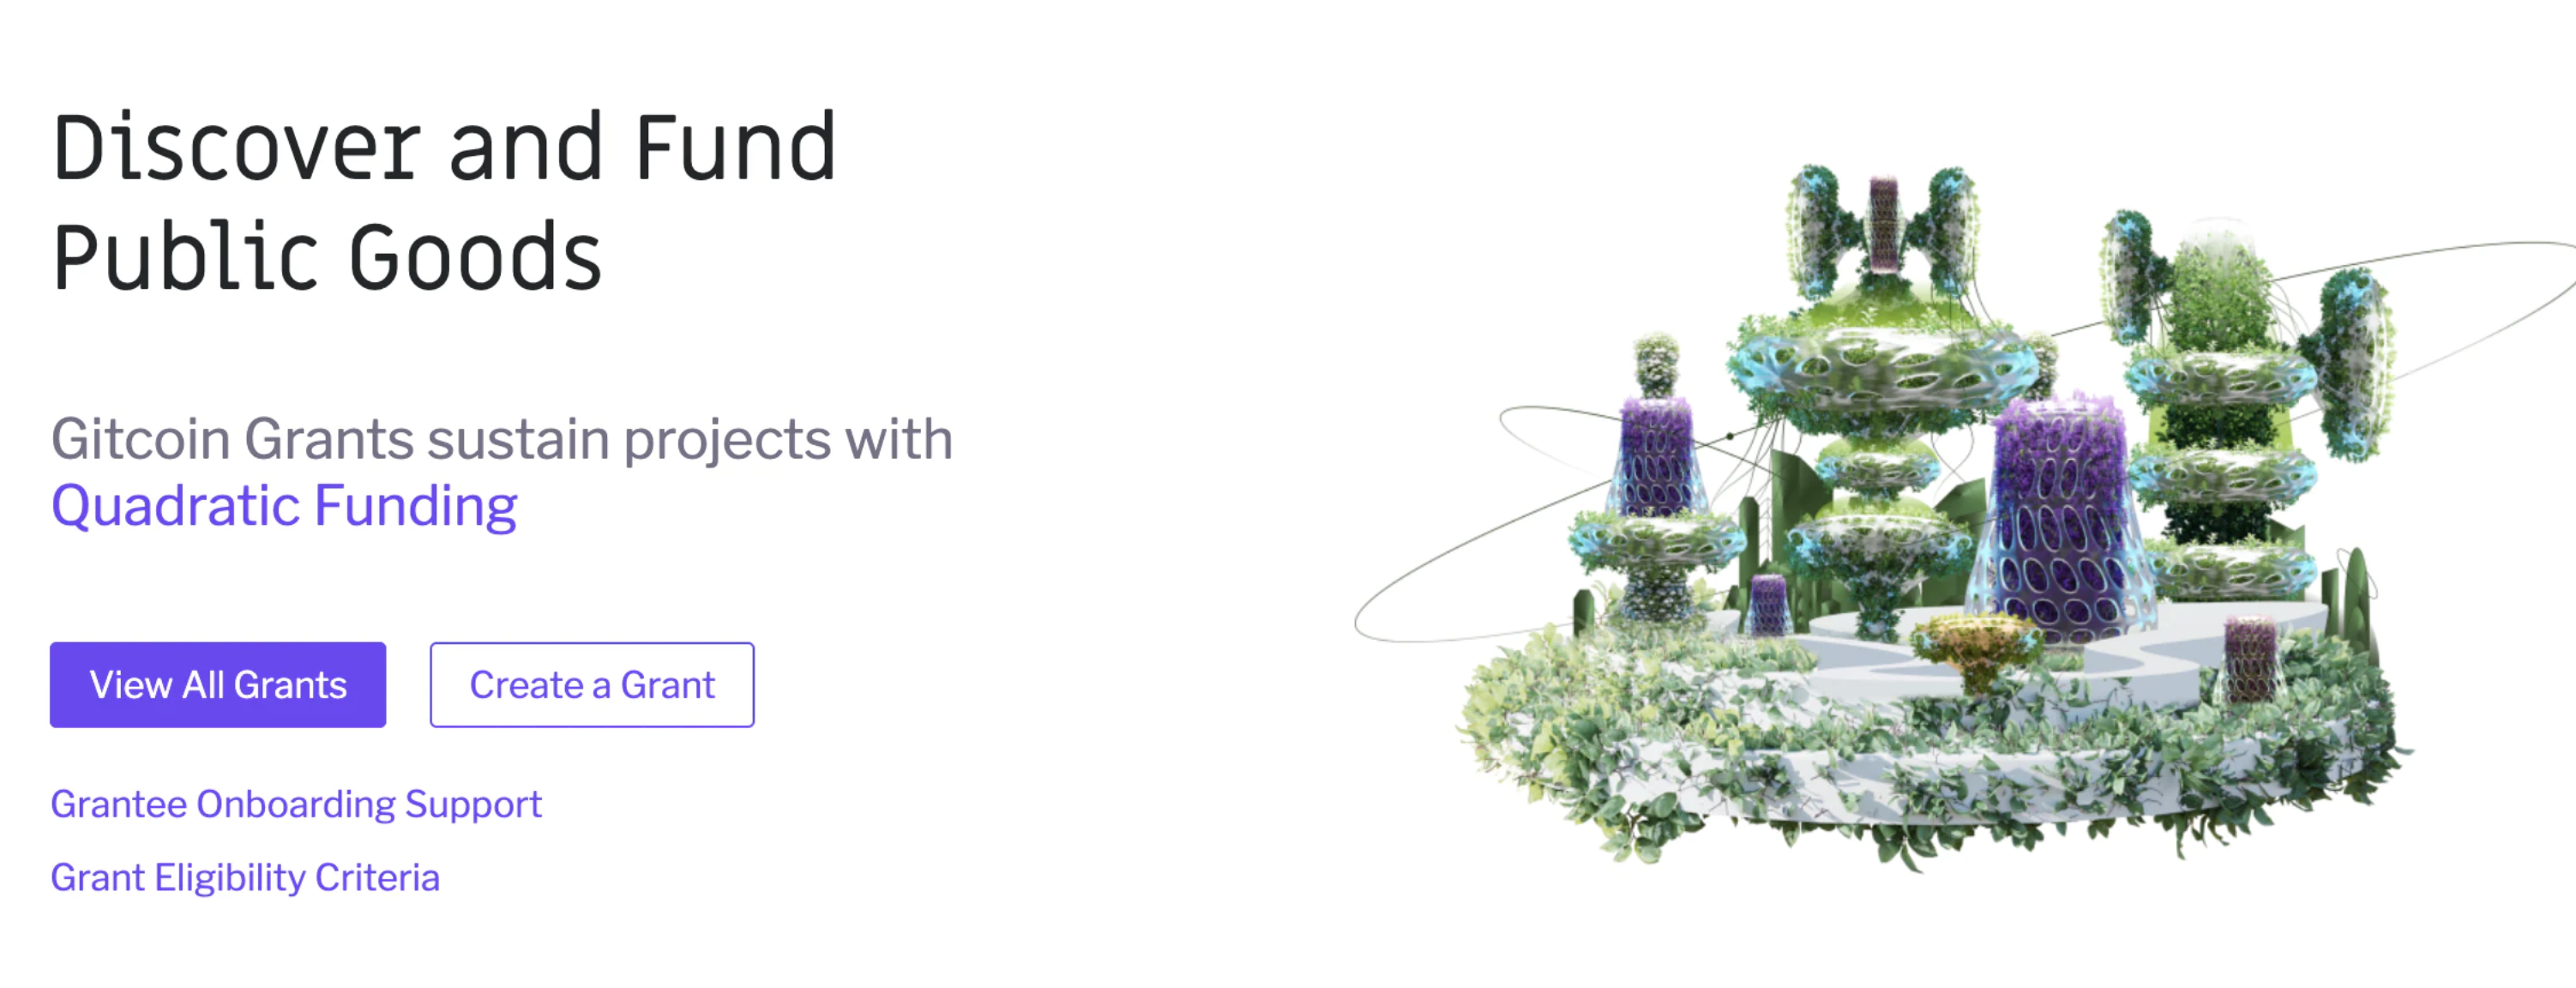 Discover and Fund
Public Goods
Gitcoin Grants sustain projects with
Quadratic Funding
View All Grants
Create a Grant
Grantee Onboarding Support
Grant Eligibility Criteria